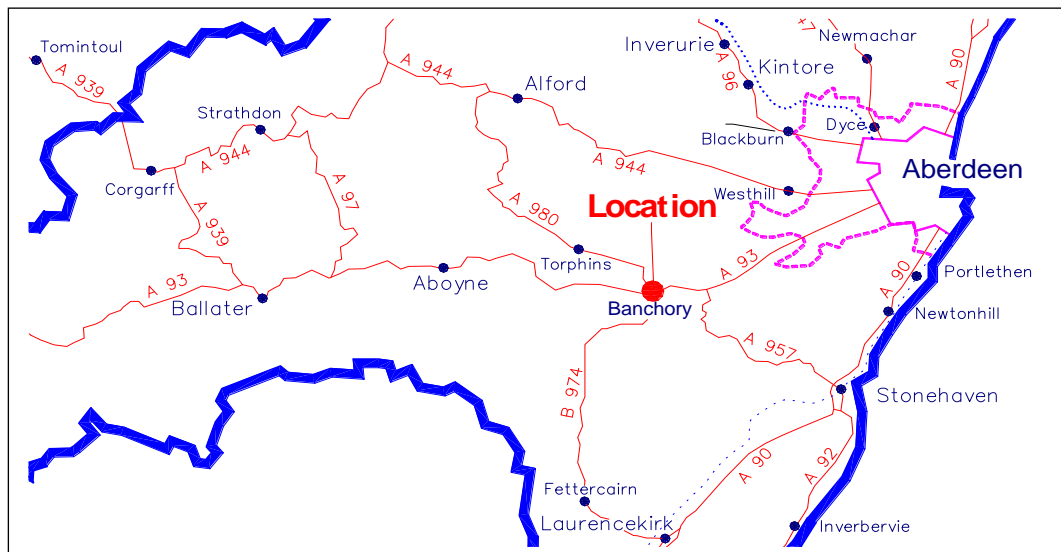 Tomintoul
A 939
Strathdon
A 944
Corgarff
A 939
A 97
A 93
Ballater
A 944
Alford
A 944
A 980
Torphins
Aboyne
Location
Banchory
Inverurie
A 96
Kintore
Newmachar
A 90
Blackburn
Dyce
Aberdeen
Westhill
A 93
A 90
Portlethen
Newtonhill
A 957
Stonehaven
B 974
A 90
A 92
Fettercairn
Laurencekirk
Inverbervie